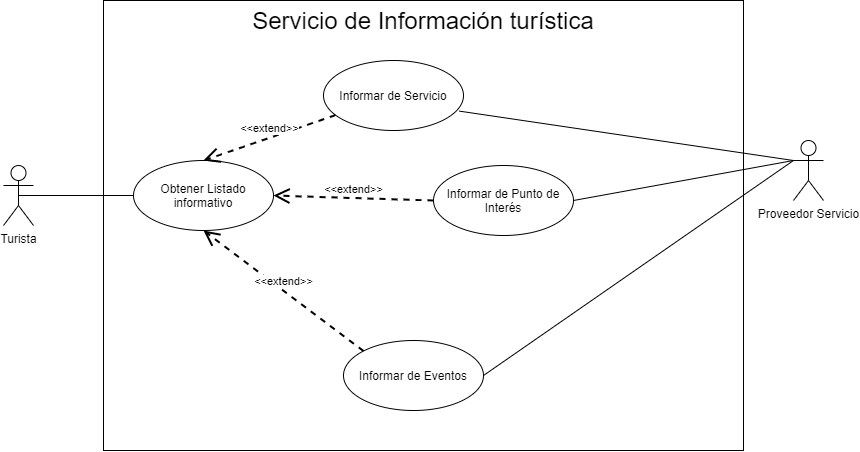 Servicio de Información turística
Informar de Servicio
<<extend>>
Obtener Listado
informativo
<<extend>>
Informar de Punto de
Interés
Turista
Proveedor Servicio
<<extend>>
Informar de Eventos